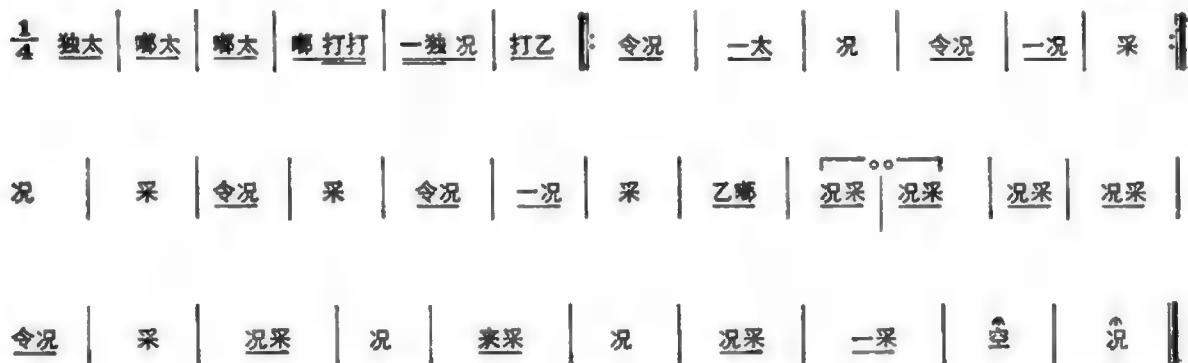 1/4 独太 | 嘟太 | 嘟太 | 嘟 打打 | 一独 况 | 打乙 ‖: 令况 | 一太 | 况 | 令况 | 一况 | 采 :‖
况 | 采 | 令况 | 采 | 令况 | 一况 | 采 | 乙嘟 | 况采 | 况采 | 况采 | 况采 |
令况 | 采 | 况采 | 况 | 来采 | 况 | 况采 | 一采 | 空 | 况 ‖